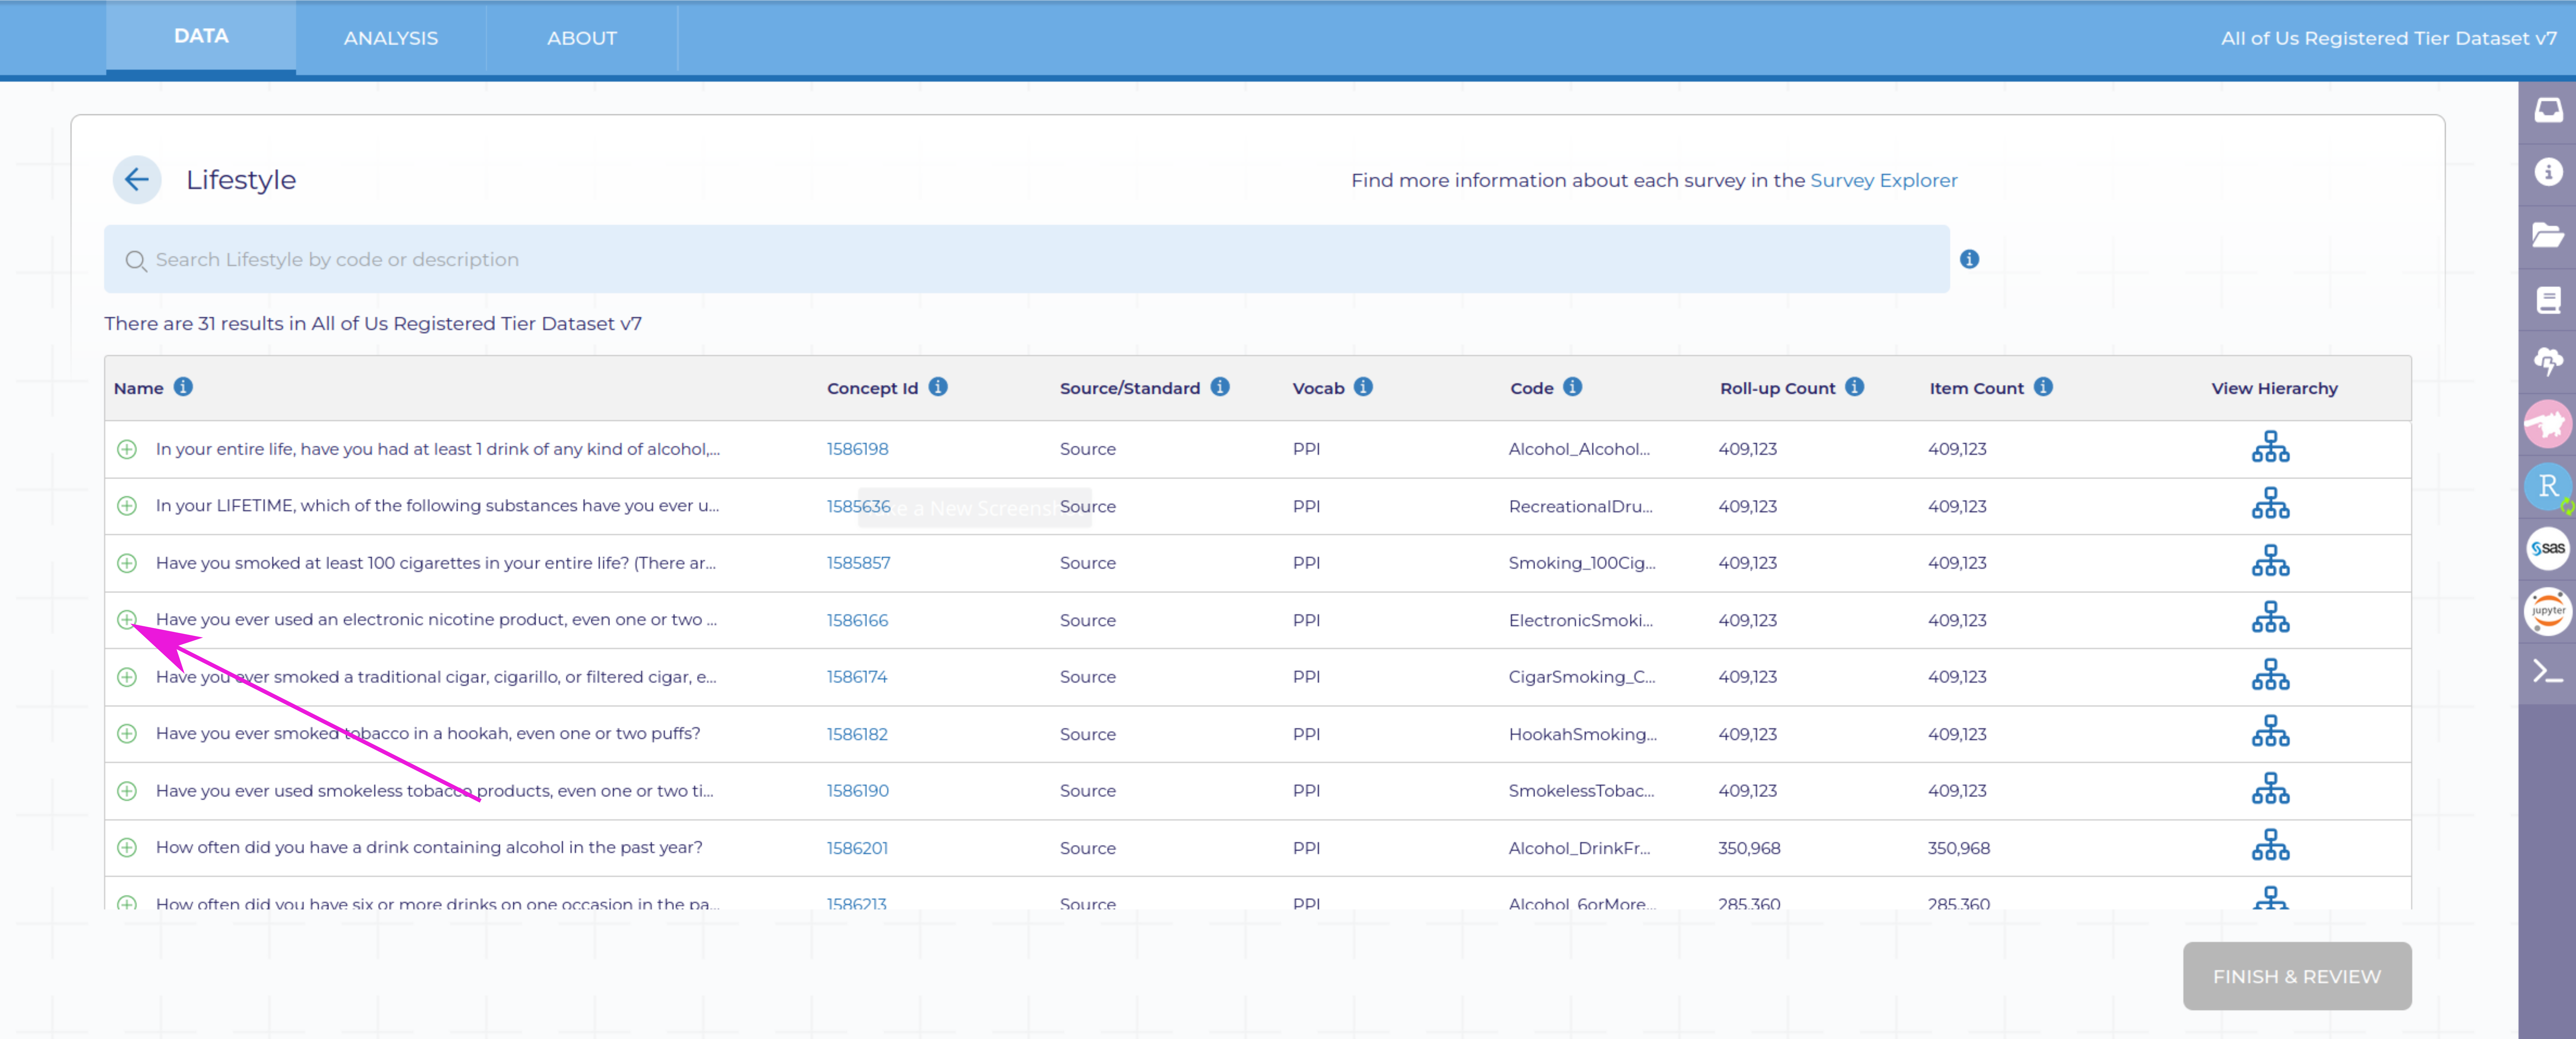 DATA ANALYSIS ABOUT All of Us Registered Tier Dataset v7
Lifestyle Find more information about each survey in the Survey Explorer
Search Lifestyle by code or description
There are 31 results in All of Us Registered Tier Dataset v7
Name Concept Id Source/Standard Vocab Code Roll-up Count Item Count View Hierarchy
In your entire life, have you had at least 1 drink of any kind of alcohol,... 1586198 Source PPI Alcohol_Alcohol... 409,123 409,123
In your LIFETIME, which of the following substances have you ever u... 1585636 Source PPI RecreationalDru... 409,123 409,123
a New Screensh
Have you smoked at least 100 cigarettes in your entire life? (There ar... 1585857 Source PPI Smoking_100Cig... 409,123 409,123
Have you ever used an electronic nicotine product, even one or two ... 1586166 Source PPI ElectronicSmoki... 409,123 409,123
Have you ever smoked a traditional cigar, cigarillo, or filtered cigar, e... 1586174 Source PPI CigarSmoking_C... 409,123 409,123
Have you ever smoked tobacco in a hookah, even one or two puffs? 1586182 Source PPI HookahSmoking... 409,123 409,123
Have you ever used smokeless tobacco products, even one or two ti... 1586190 Source PPI SmokelessTobac... 409,123 409,123
How often did you have a drink containing alcohol in the past year? 1586201 Source PPI Alcohol_DrinkFr... 350,968 350,968
How often did you have six or more drinks on one occasion in the pa... 1586213 Source PPI Alcohol_6orMore... 285,360 285,360
FINISH & REVIEW
R
sas
jupyter